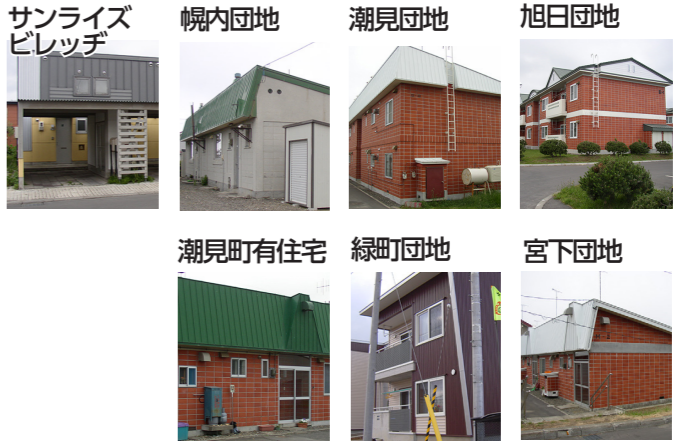 サンライズ
ビレッヂ
幌内団地
潮見団地
旭日団地
潮見町有住宅
緑町団地
宮下団地